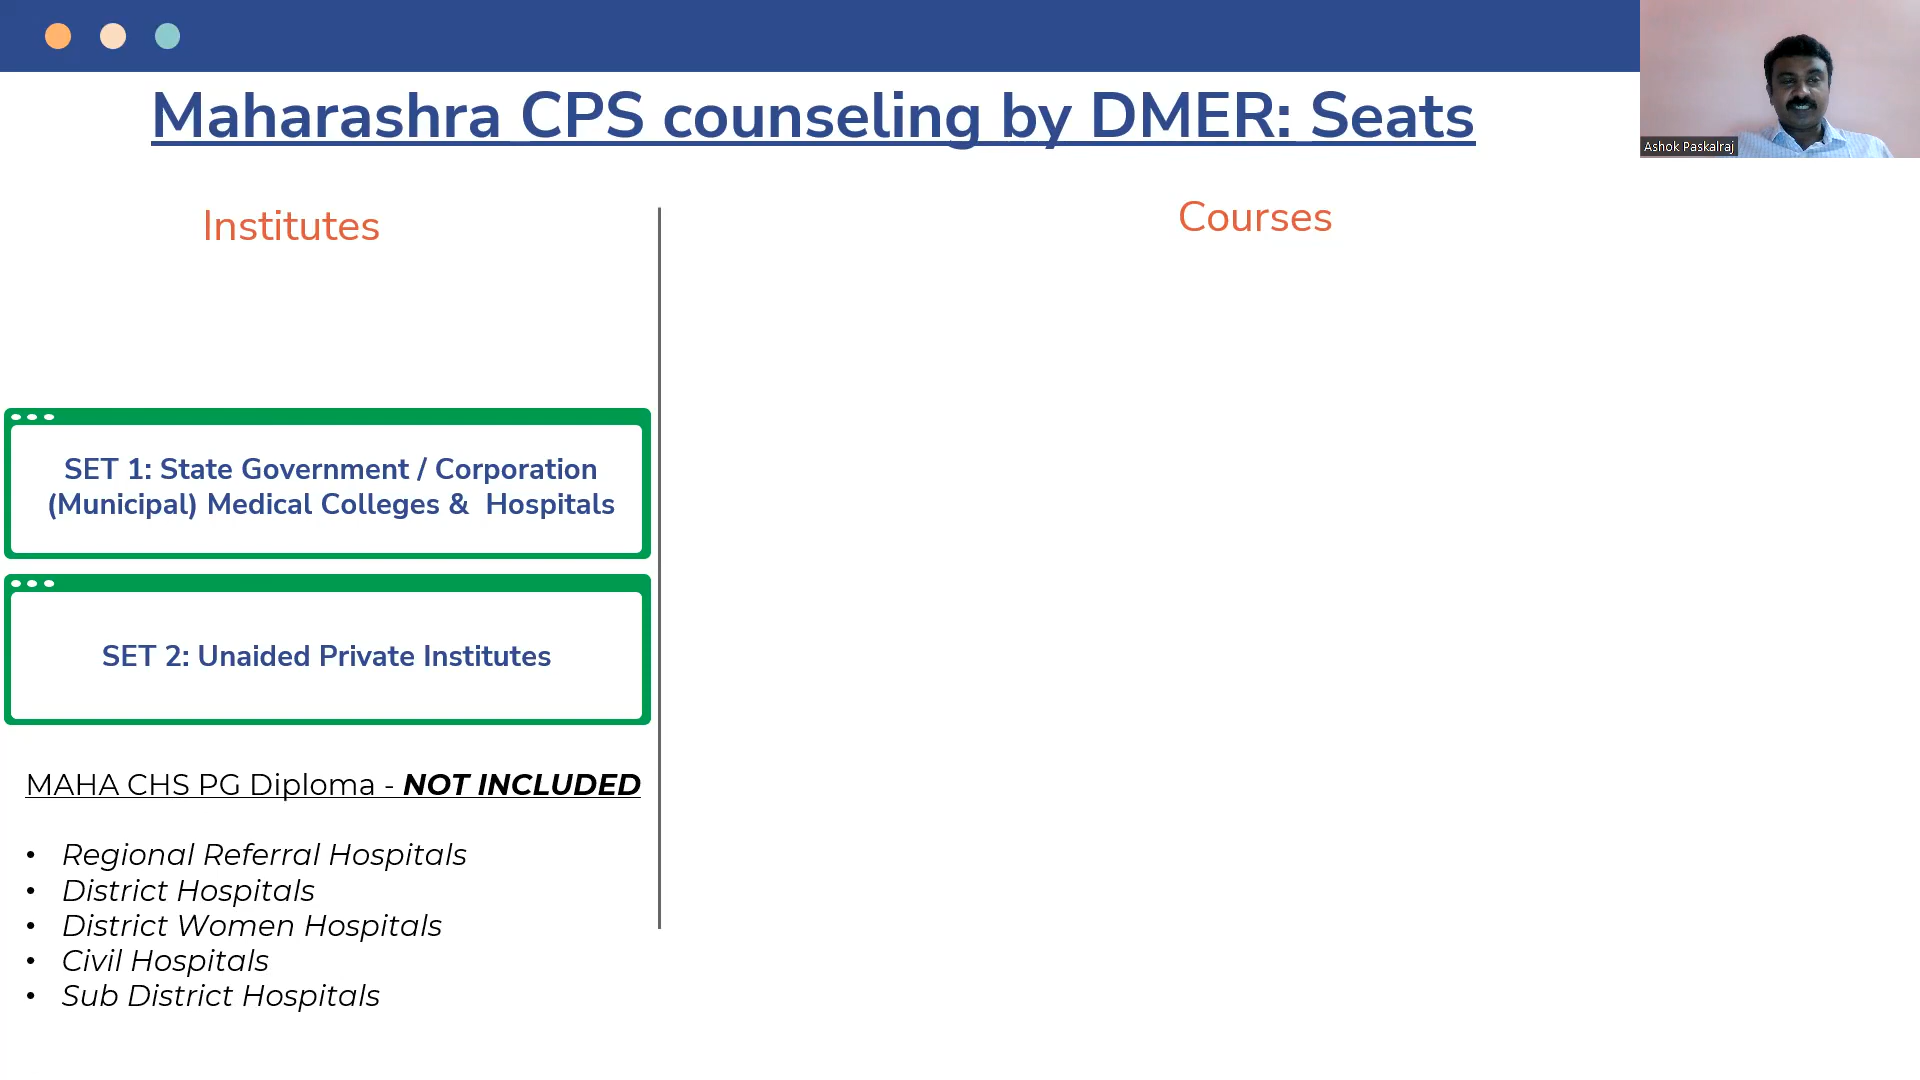 Maharashra CPS counseling by DMER: Seats
Ashok Paskalraj
Institutes
Courses
SET 1: State Government / Corporation
(Municipal) Medical Colleges & Hospitals
SET 2: Unaided Private Institutes
MAHA CHS PG Diploma - NOT INCLUDED
• Regional Referral Hospitals
• District Hospitals
• District Women Hospitals
• Civil Hospitals
• Sub District Hospitals